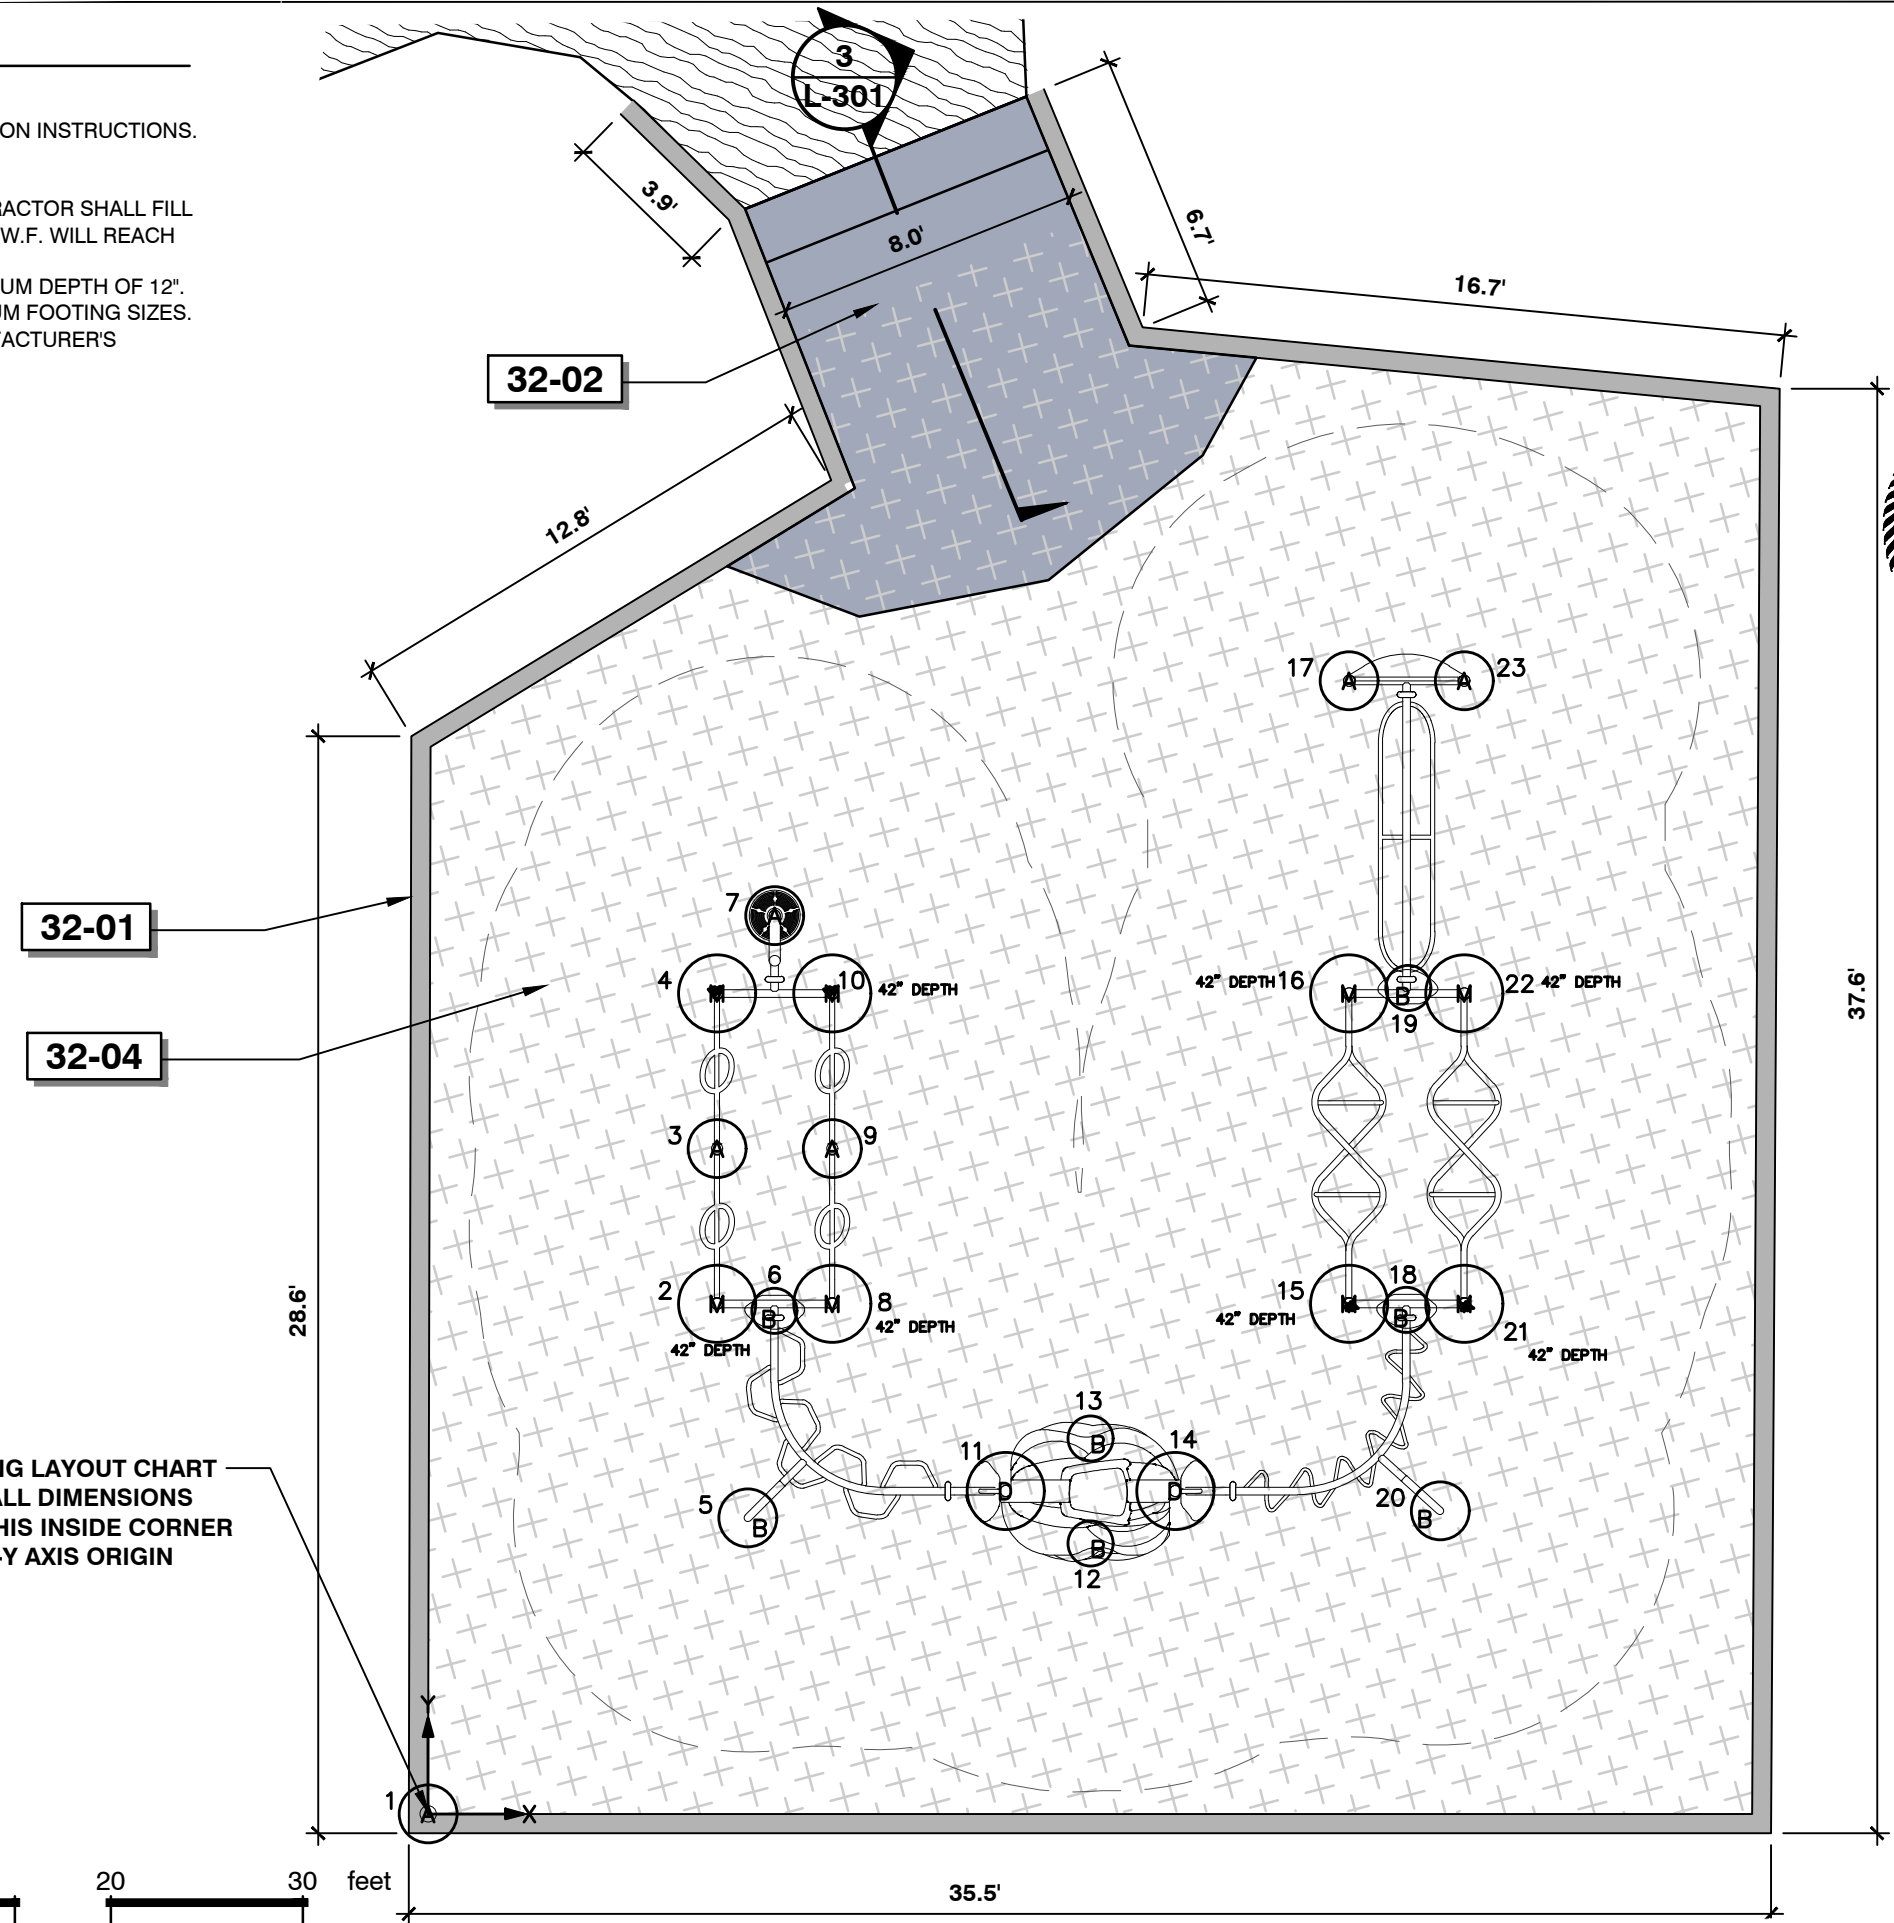 ON INSTRUCTIONS.
RACTOR SHALL FILL
W.F. WILL REACH
UM DEPTH OF 12".
UM FOOTING SIZES.
ACTURER'S
3
L-301
3.9'
8.0'
6.7'
16.7'
32-02
12.8'
17
A
A
23
32-01
7
A
4
M
M
10
42" DEPTH
42" DEPTH
16
M
B
M
22
42" DEPTH
19
37.6'
32-04
3
A
A
9
28.6'
2
M
6
B
M
8
42" DEPTH
42" DEPTH
15
M
18
B
M
21
42" DEPTH
42" DEPTH
13
B
11
D
D
14
5
B
20
B
B
12
NG LAYOUT CHART
ALL DIMENSIONS
HIS INSIDE CORNER
-Y AXIS ORIGIN
Y
1
A
X
20
30
feet
35.5'